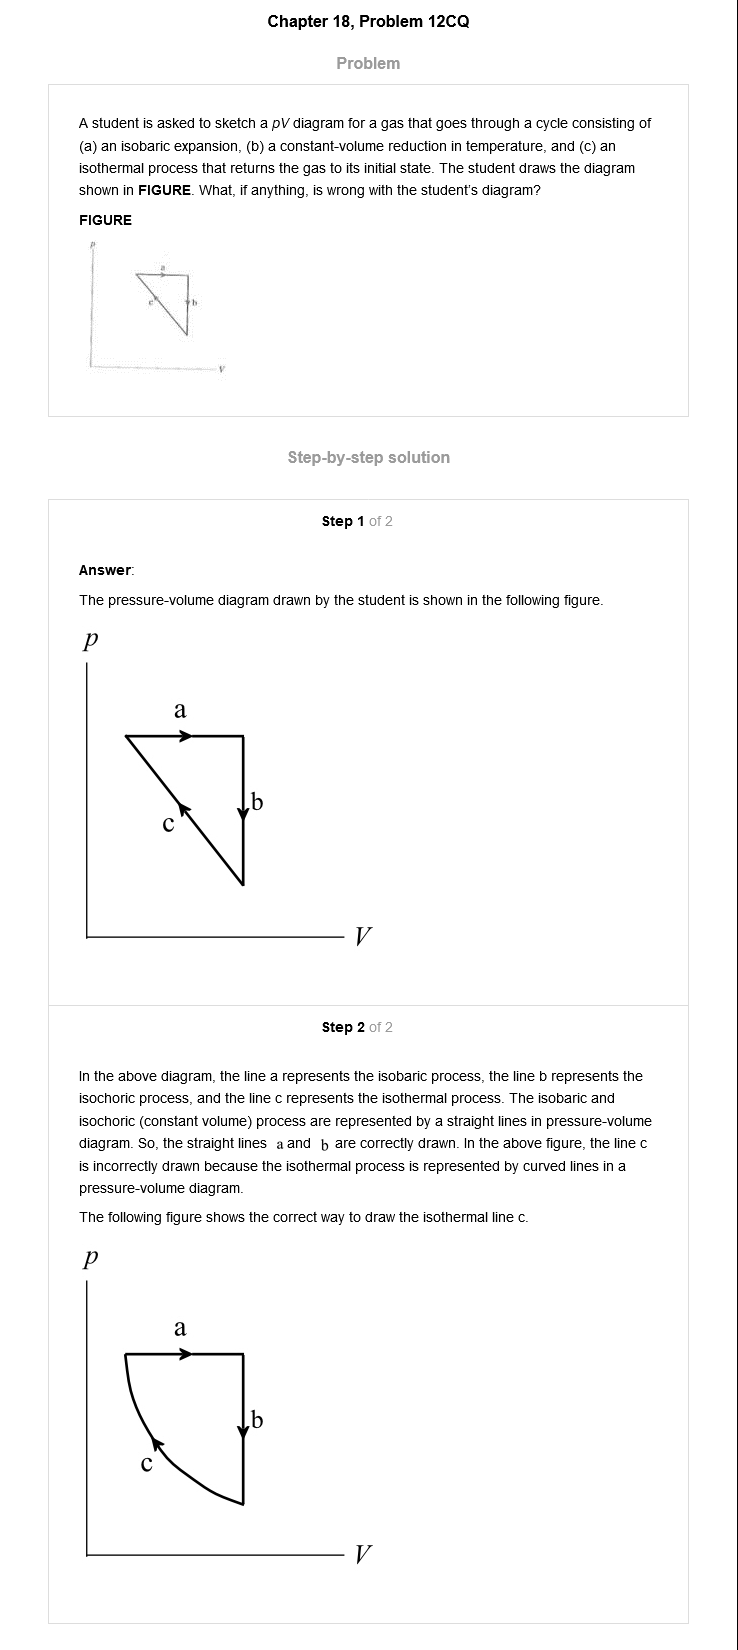 Chapter 18, Problem 12CQ
Problem
A student is asked to sketch a pV diagram for a gas that goes through a cycle consisting of
(a) an isobaric expansion, (b) a constant-volume reduction in temperature, and (c) an
isothermal process that returns the gas to its initial state. The student draws the diagram
shown in FIGURE. What, if anything, is wrong with the student's diagram?
FIGURE
P
a
c
b
V
Step-by-step solution
Step 1 of 2
Answer:
The pressure-volume diagram drawn by the student is shown in the following figure.
p
a
b
c
V
Step 2 of 2
In the above diagram, the line a represents the isobaric process, the line b represents the
isochoric process, and the line c represents the isothermal process. The isobaric and
isochoric (constant volume) process are represented by a straight lines in pressure-volume
diagram. So, the straight lines a and b are correctly drawn. In the above figure, the line c
is incorrectly drawn because the isothermal process is represented by curved lines in a
pressure-volume diagram.
The following figure shows the correct way to draw the isothermal line c.
p
a
b
c
V